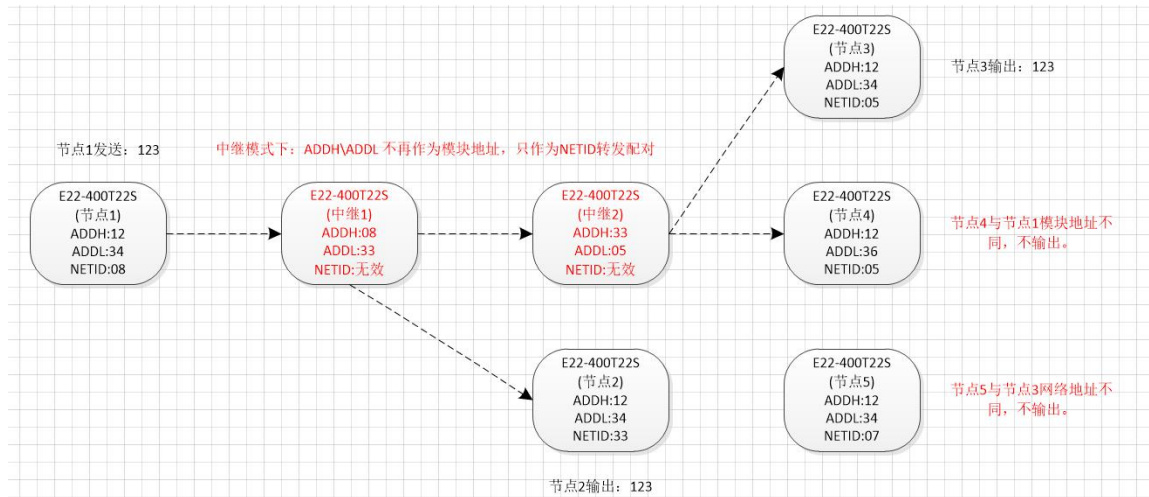 E22-400T22S
(节点3)
ADDH:12
ADDL:34
NETID:05
节点3输出：123
节点1发送：123
中继模式下：ADDH\ADDL 不再作为模块地址，只作为NETID转发配对
E22-400T22S
(节点1)
ADDH:12
ADDL:34
NETID:08
E22-400T22S
(中继1)
ADDH:08
ADDL:33
NETID:无效
E22-400T22S
(中继2)
ADDH:33
ADDL:05
NETID:无效
E22-400T22S
(节点4)
ADDH:12
ADDL:36
NETID:05
节点4与节点1模块地址不
同，不输出。
E22-400T22S
(节点2)
ADDH:12
ADDL:34
NETID:33
E22-400T22S
(节点5)
ADDH:12
ADDL:34
NETID:07
节点5与节点3网络地址不
同，不输出。
节点2输出：123